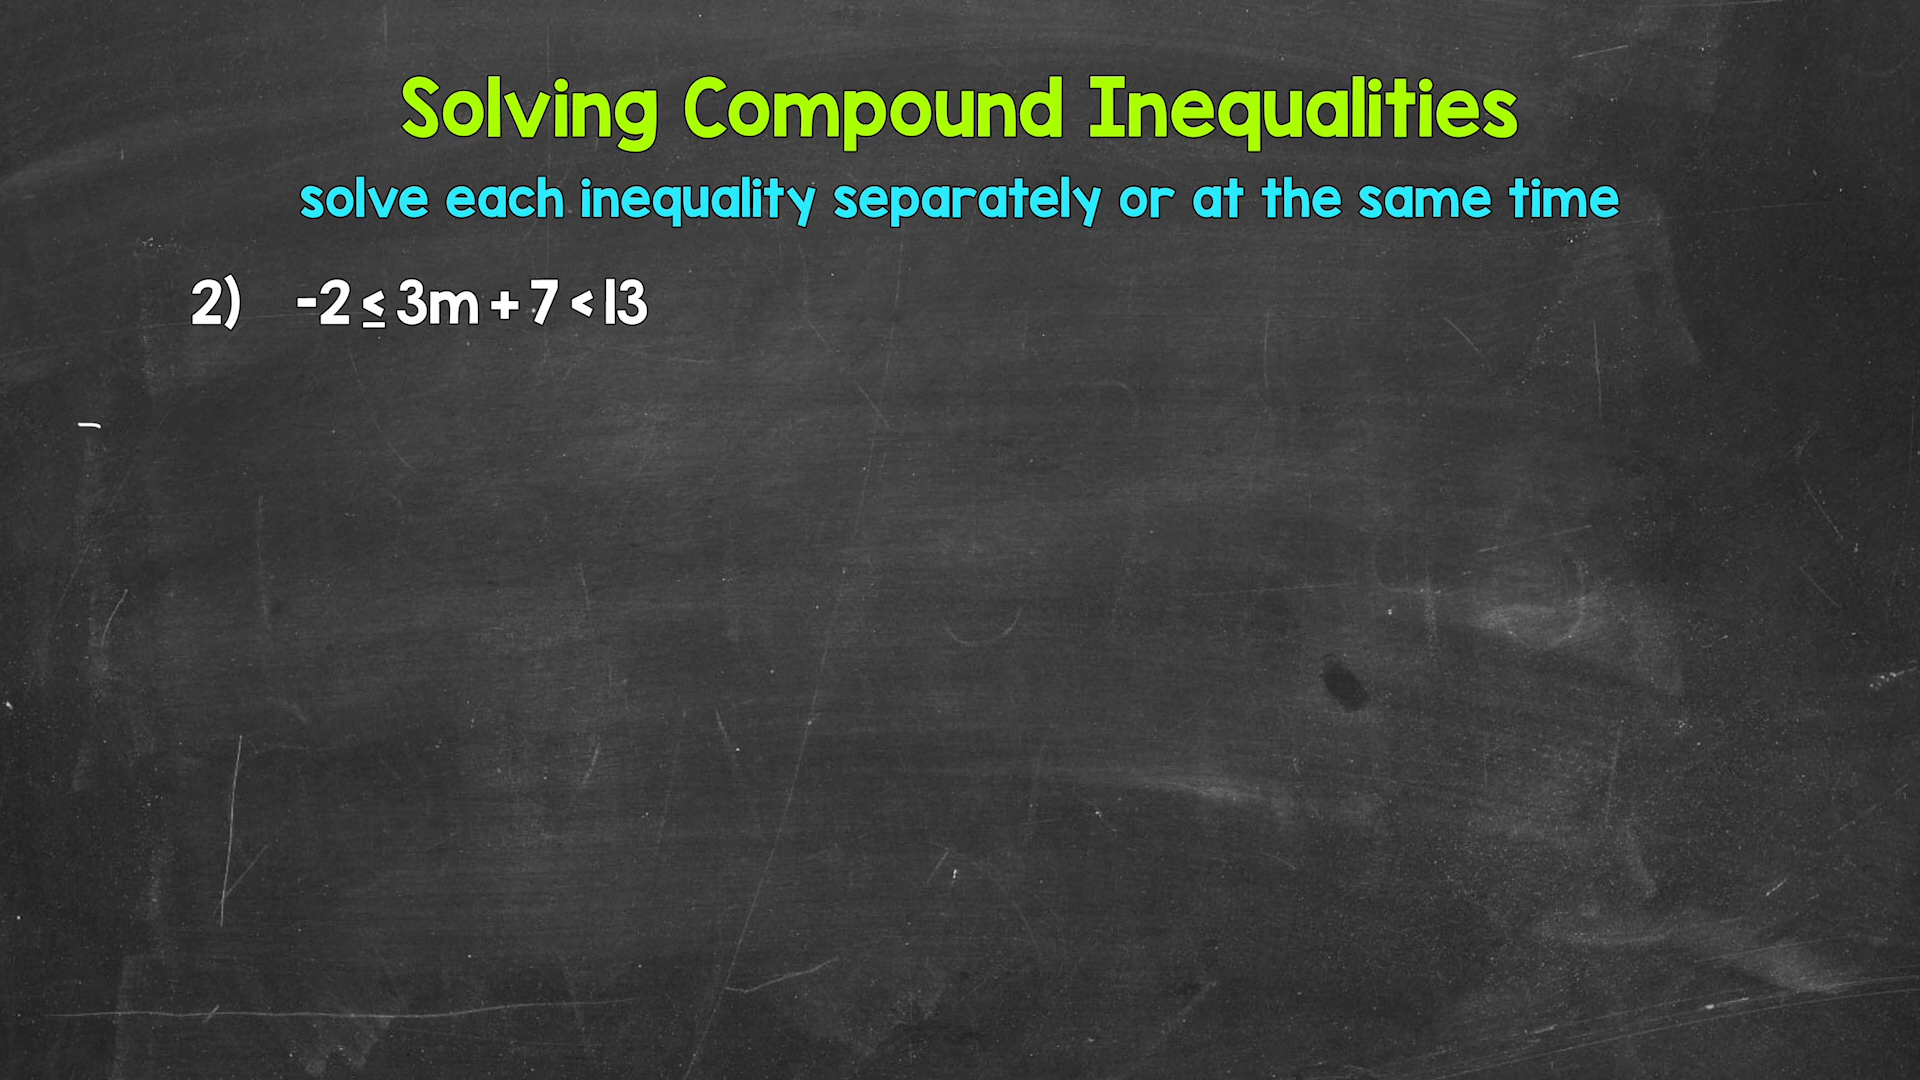 Solving Compound Inequalities
solve each inequality separately or at the same time
2) -2 ≤ 3m + 7 < 13